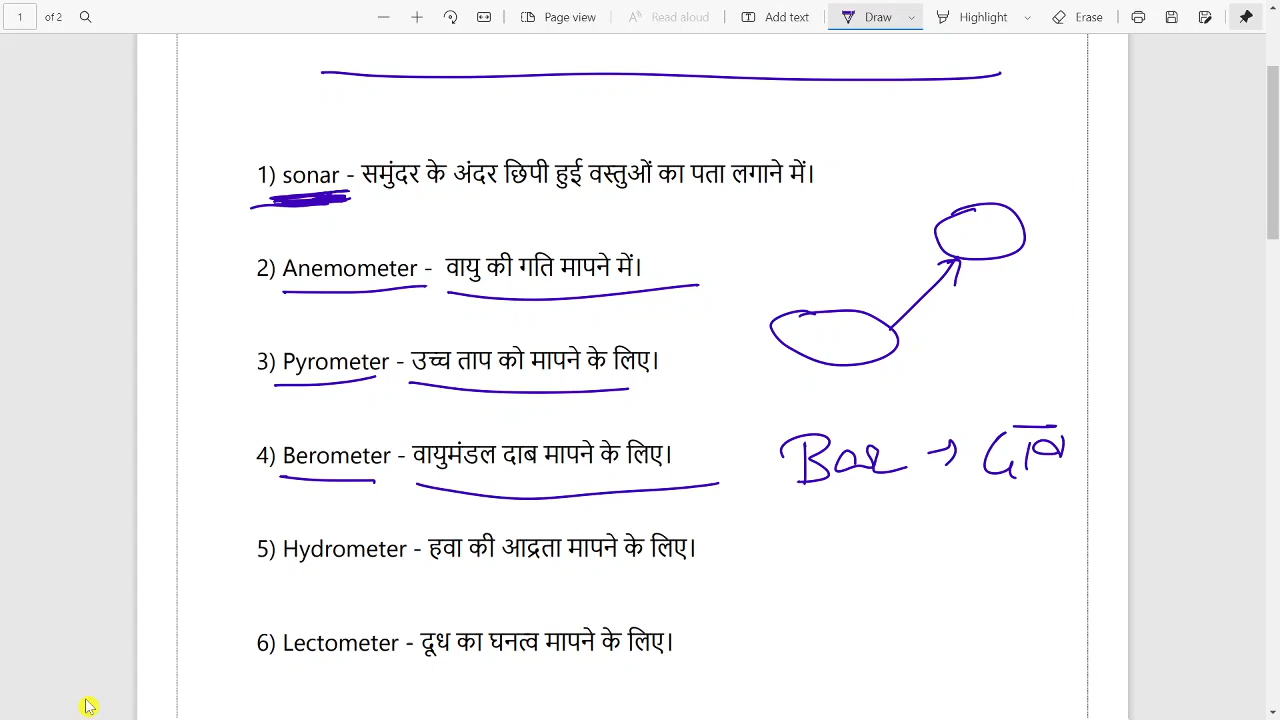 1 of 2 Page view Read aloud Add text Draw Highlight Erase
1) sonar - समुंदर के अंदर छिपी हुई वस्तुओं का पता लगाने में।
2) Anemometer - वायु की गति मापने में।
3) Pyrometer - उच्च ताप को मापने के लिए।
4) Berometer - वायुमंडल दाब मापने के लिए।
Bar → दाब
5) Hydrometer - हवा की आद्रता मापने के लिए।
6) Lectometer - दूध का घनत्व मापने के लिए।